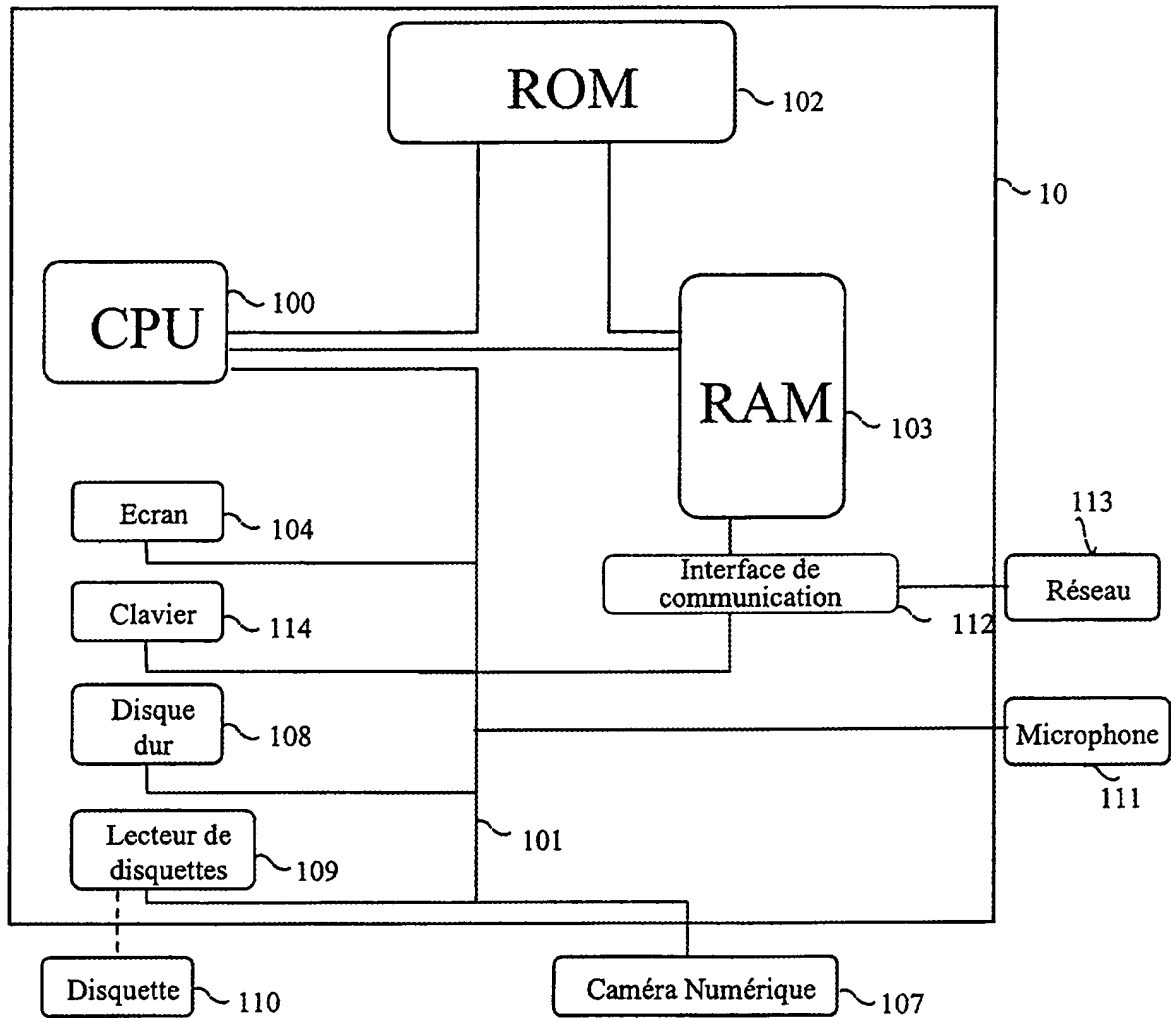 ROM
102
10
CPU
100
RAM
103
Ecran
104
113
Interface de
communication
112
Réseau
Clavier
114
Disque
dur
108
Microphone
111
Lecteur de
disquettes
109
101
Disquette
110
Caméra Numérique
107